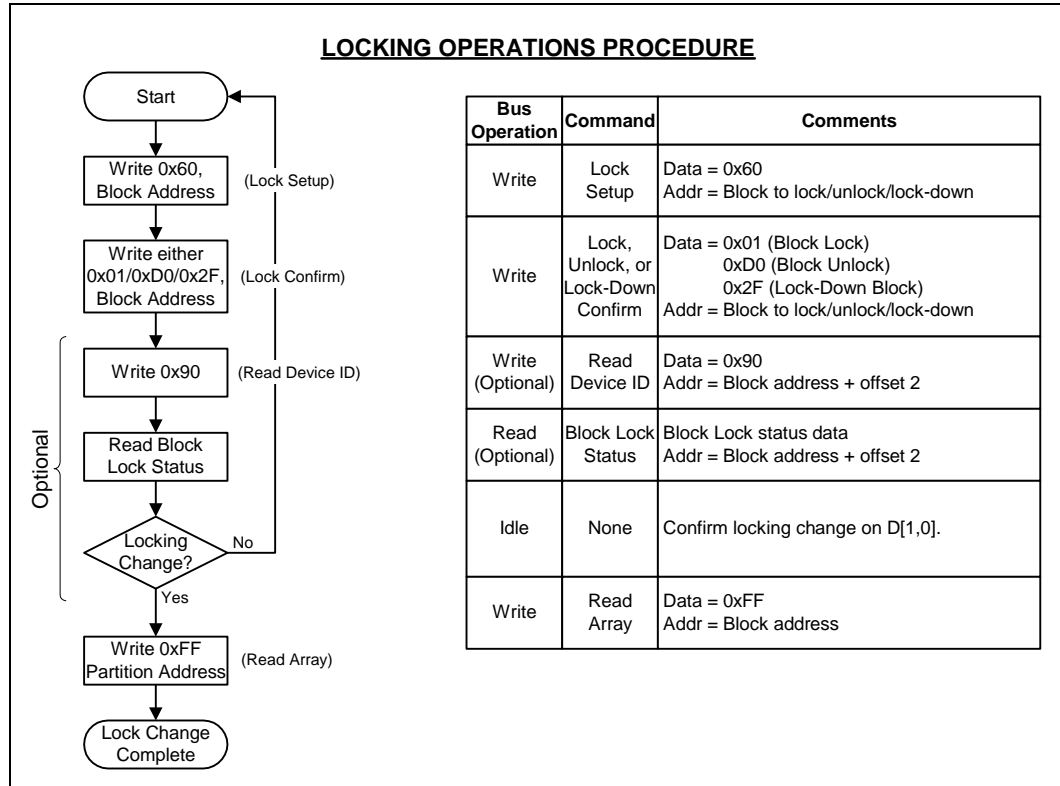 LOCKING OPERATIONS PROCEDURE
Start
Write 0x60,
Block Address
(Lock Setup)
Write either
0x01/0xD0/0x2F,
Block Address
(Lock Confirm)
Optional
Write 0x90
(Read Device ID)
Read Block
Lock Status
Locking
Change?
No
Yes
Write 0xFF
Partition Address
(Read Array)
Lock Change
Complete
Bus
Operation
Command
Comments
Write
Lock
Setup
Data = 0x60
Addr = Block to lock/unlock/lock-down
Write
Lock,
Unlock, or
Lock-Down
Confirm
Data = 0x01 (Block Lock)
0xD0 (Block Unlock)
0x2F (Lock-Down Block)
Addr = Block to lock/unlock/lock-down
Write
(Optional)
Read
Device ID
Data = 0x90
Addr = Block address + offset 2
Read
(Optional)
Block Lock
Status
Block Lock status data
Addr = Block address + offset 2
Idle
None
Confirm locking change on D[1,0].
Write
Read
Array
Data = 0xFF
Addr = Block address